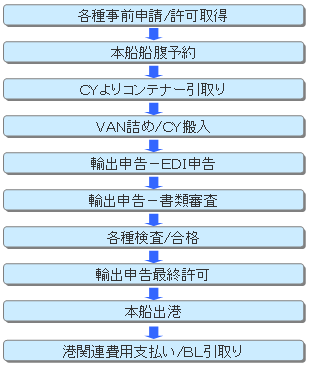 各種事前申請/許可取得
本船船腹予約
CYよりコンテナー引取り
VAN詰め/CY搬入
輸出申告－EDI申告
輸出申告－書類審査
各種検査/合格
輸出申告最終許可
本船出港
港関連費用支払い/BL引取り